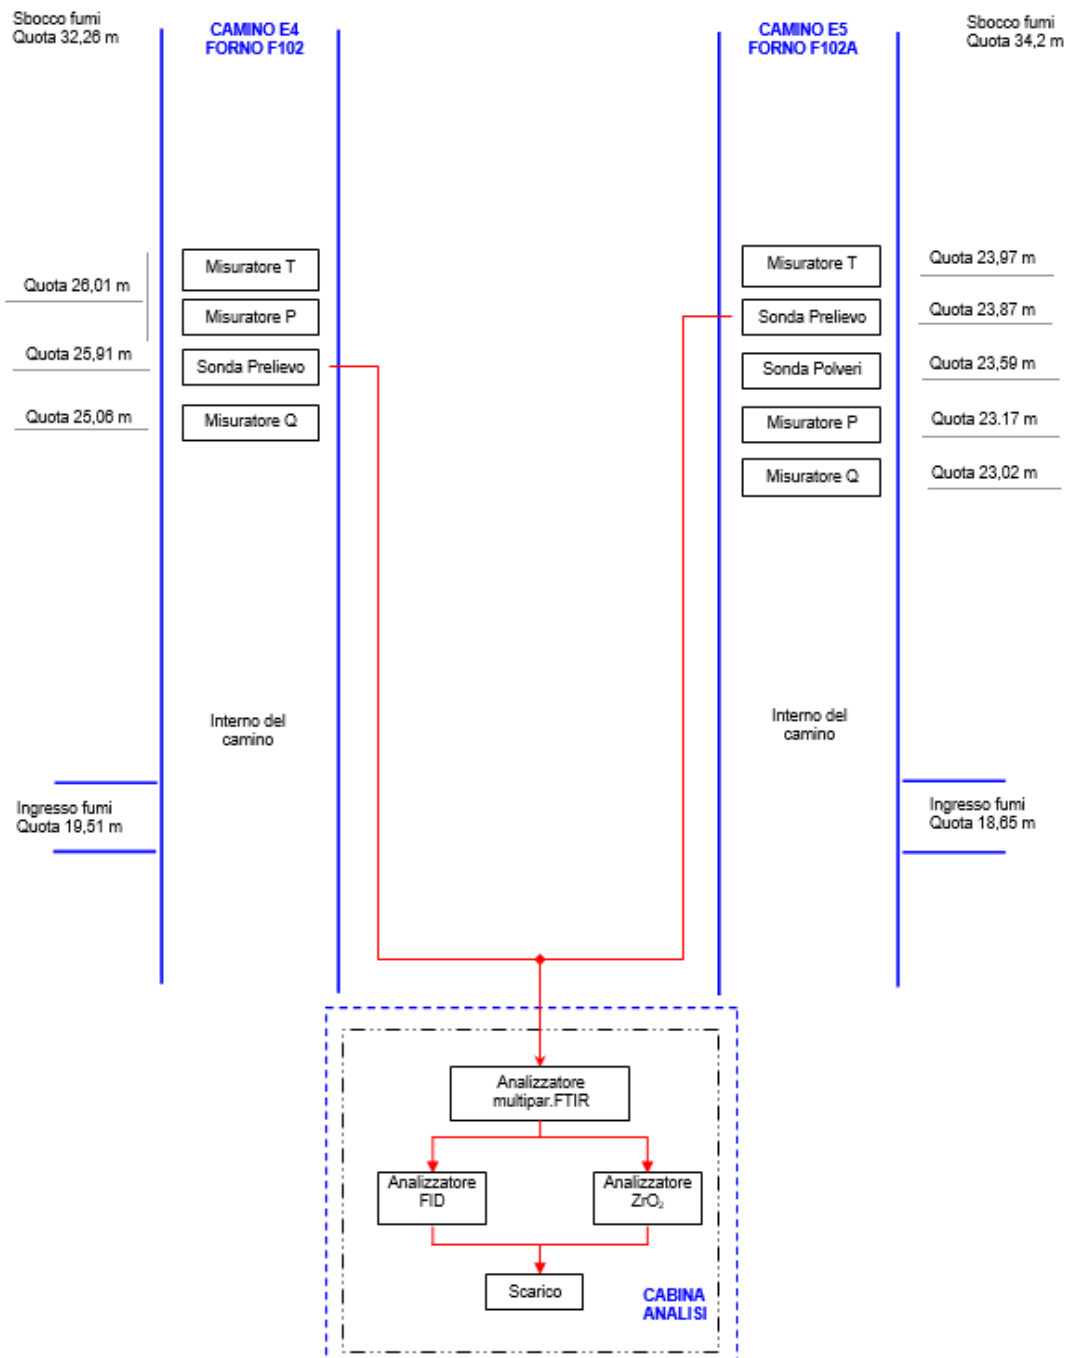 Sbocco fumi
Quota 32,26 m
CAMINO E4
FORNO F102
CAMINO E5
FORNO F102A
Sbocco fumi
Quota 34,2 m
Misuratore T
Quota 26,01 m
Misuratore P
Quota 25,91 m
Sonda Prelievo
Quota 25,06 m
Misuratore Q
Misuratore T
Quota 23,97 m
Sonda Prelievo
Quota 23,87 m
Sonda Polveri
Quota 23,59 m
Misuratore P
Quota 23.17 m
Misuratore Q
Quota 23,02 m
Interno del
camino
Interno del
camino
Ingresso fumi
Quota 19,51 m
Ingresso fumi
Quota 18,65 m
Analizzatore
multipar.FTIR
Analizzatore
FID
Analizzatore
ZrO₂
Scarico
CABINA
ANALISI